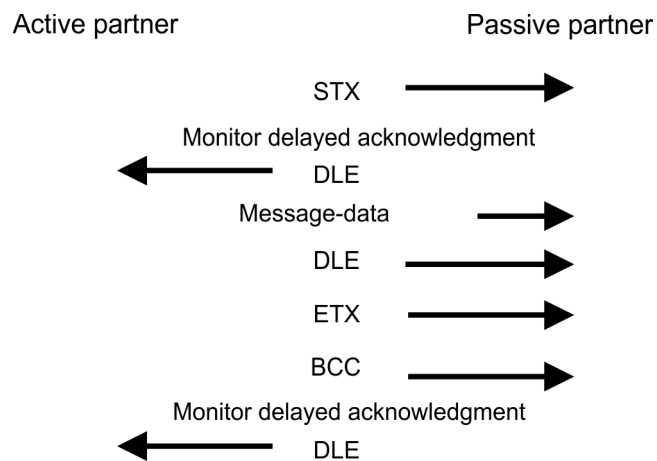 Active partner Passive partner
STX
Monitor delayed acknowledgment
DLE
Message-data
DLE
ETX
BCC
Monitor delayed acknowledgment
DLE